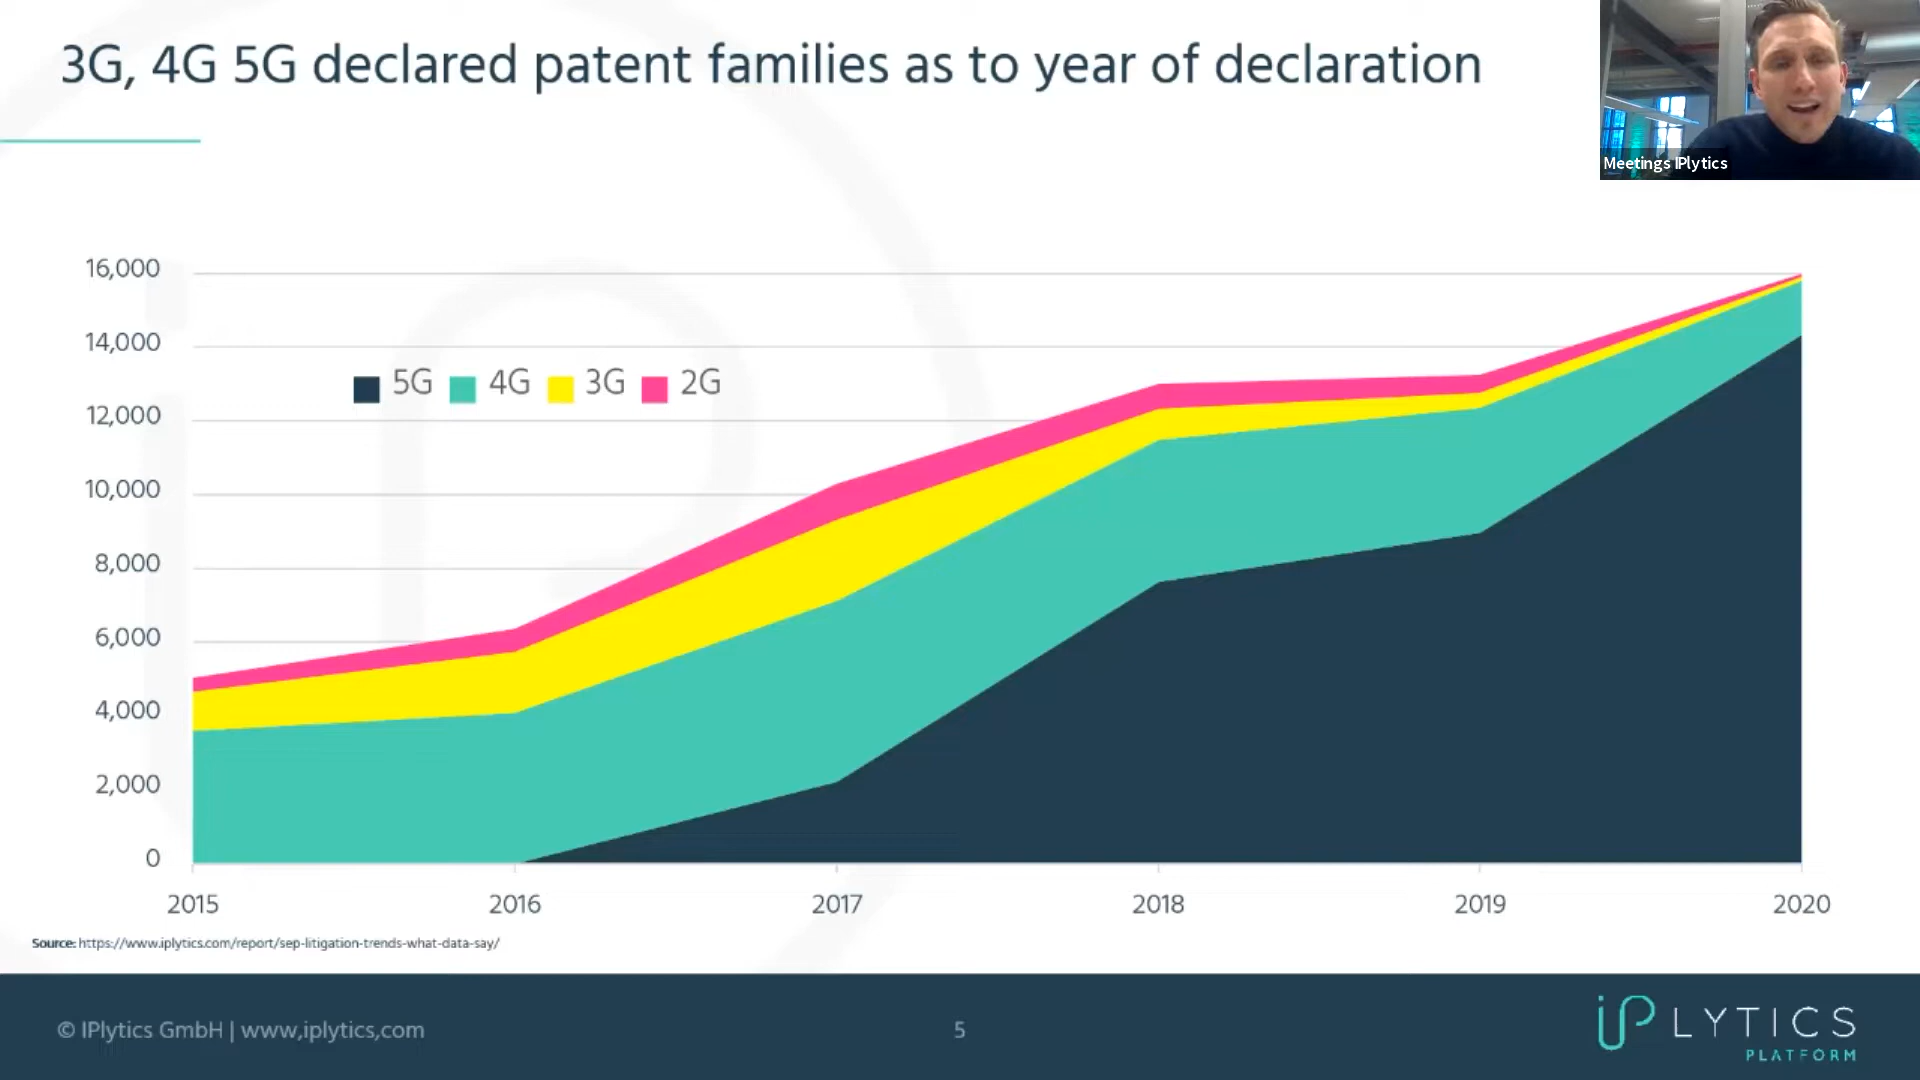 3G, 4G 5G declared patent families as to year of declaration
Meetings IPlytics
16,000
14,000
5G 4G 3G 2G
12,000
10,000
8,000
6,000
4,000
2,000
0
2015 2016 2017 2018 2019 2020
Source: https://www.iplytics.com/report/sep-litigation-trends-what-data-say/
© IPlytics GmbH | www,iplytics,com
5
iPLYTICS
PLATFORM